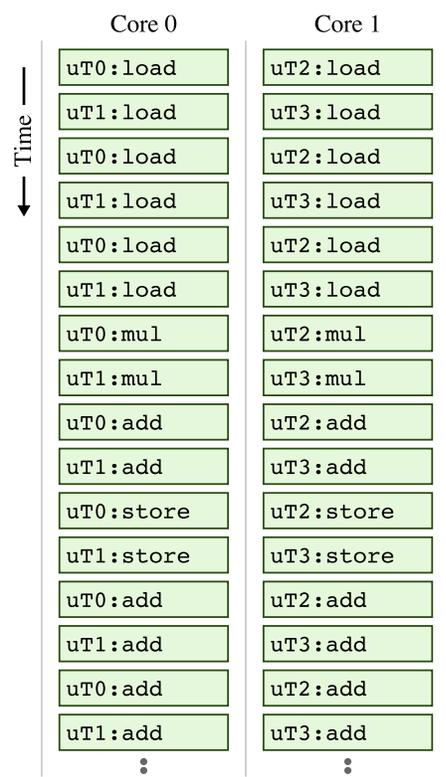 Core 0
Core 1
Time
uT0:load
uT1:load
uT0:load
uT1:load
uT0:load
uT1:load
uT0:mul
uT1:mul
uT0:add
uT1:add
uT0:store
uT1:store
uT0:add
uT1:add
uT0:add
uT1:add
uT2:load
uT3:load
uT2:load
uT3:load
uT2:load
uT3:load
uT2:mul
uT3:mul
uT2:add
uT3:add
uT2:store
uT3:store
uT2:add
uT3:add
uT2:add
uT3:add